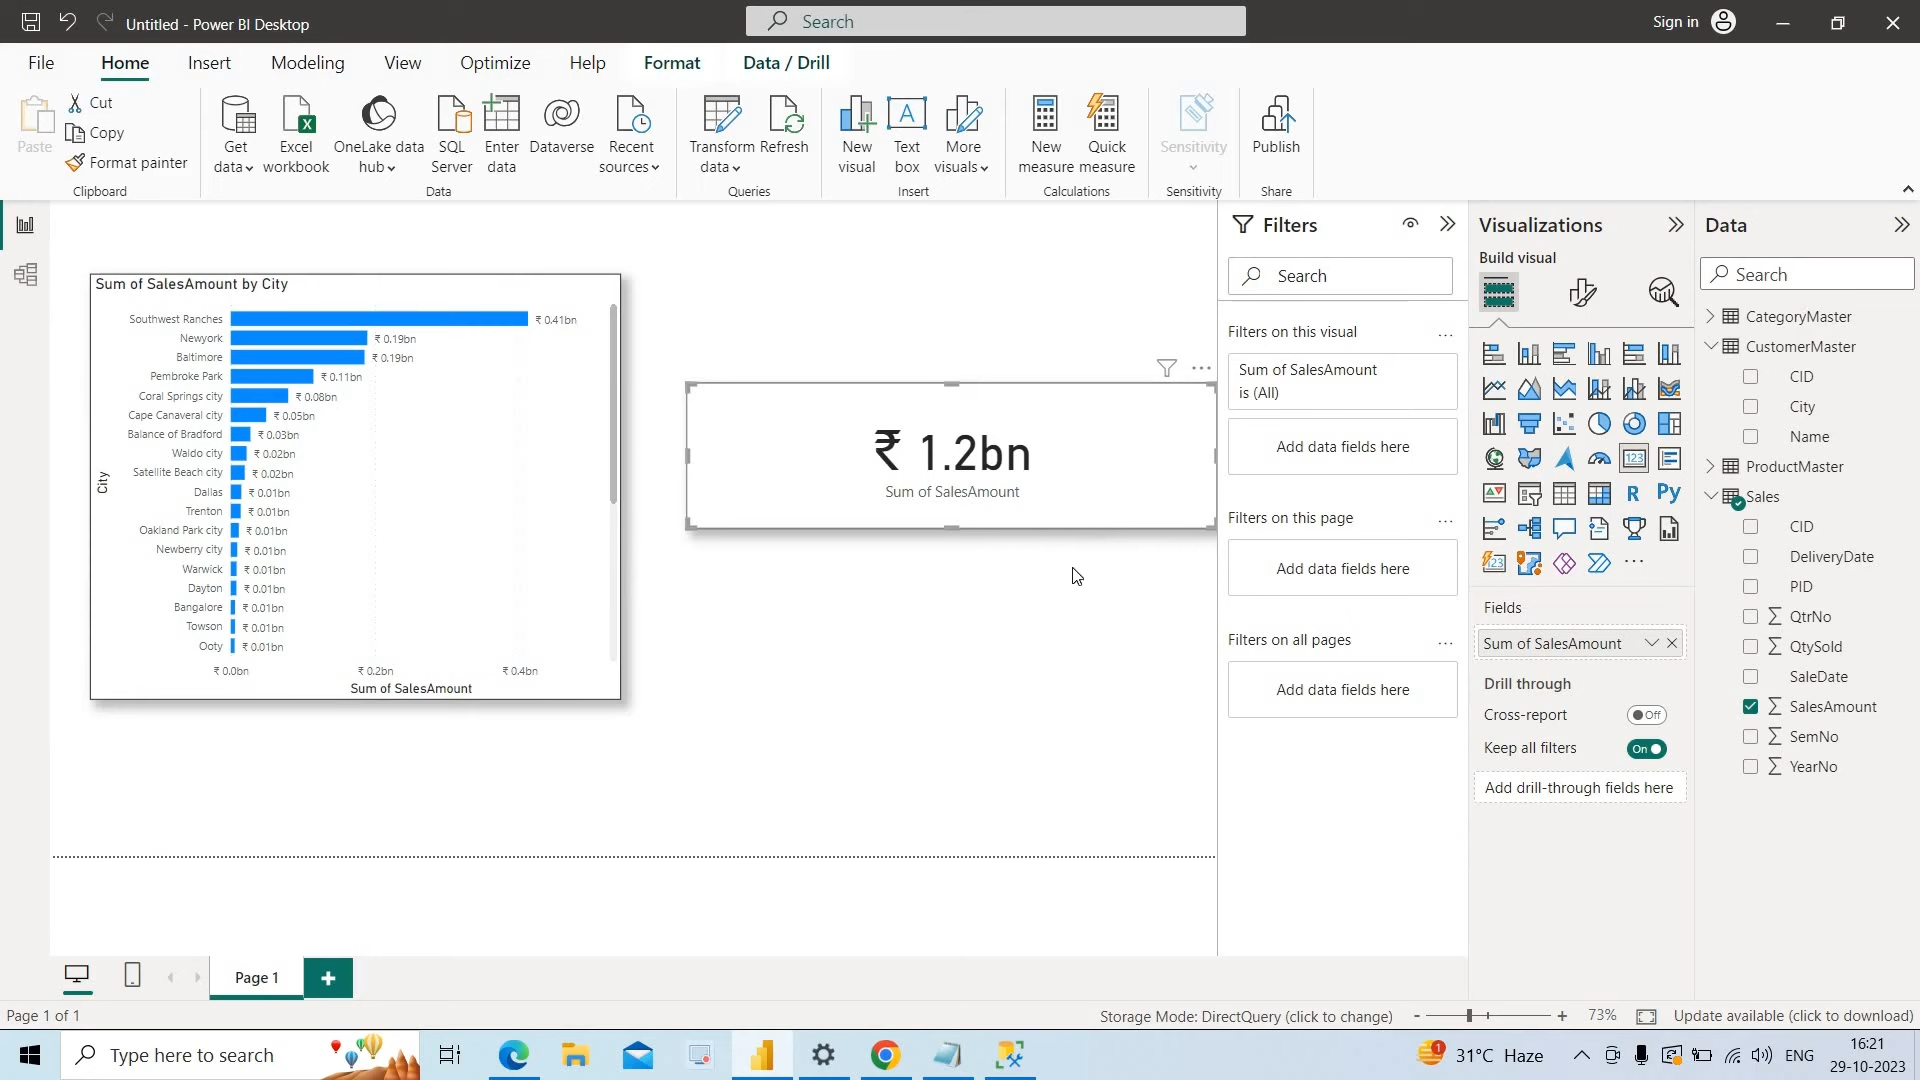 Untitled - Power BI Desktop
Search
Sign in
File
Home
Insert
Modeling
View
Optimize
Help
Format
Data / Drill
Paste
Cut
Copy
Format painter
Clipboard
Get
data
Excel
workbook
OneLake data
hub
SQL
Server
Enter
data
Dataverse
Recent
sources
Data
Transform
data
Refresh
Queries
New
visual
A
Text
box
More
visuals
Insert
New
measure
Quick
measure
Calculations
Sensitivity
Sensitivity
Publish
Share
Sum of SalesAmount by City
Southwest Ranches ₹ 0.41bn
Newyork ₹ 0.19bn
Baltimore ₹ 0.19bn
Pembroke Park ₹ 0.11bn
Coral Springs city ₹ 0.08bn
Cape Canaveral city ₹ 0.05bn
Balance of Bradford ₹ 0.03bn
Waldo city ₹ 0.02bn
Satellite Beach city ₹ 0.02bn
Dallas ₹ 0.01bn
Trenton ₹ 0.01bn
Oakland Park city ₹ 0.01bn
Newberry city ₹ 0.01bn
Warwick ₹ 0.01bn
Dayton ₹ 0.01bn
Bangalore ₹ 0.01bn
Towson ₹ 0.01bn
Ooty ₹ 0.01bn
City
₹ 0.0bn ₹ 0.2bn ₹ 0.4bn
Sum of SalesAmount
₹ 1.2bn
Sum of SalesAmount
Filters
Search
Filters on this visual
Sum of SalesAmount
is (All)
Add data fields here
Filters on this page
Add data fields here
Filters on all pages
Add data fields here
Visualizations
Build visual
123
R
Py
123
Fields
Sum of SalesAmount
Drill through
Cross-report
Off
Keep all filters
On
Add drill-through fields here
Data
Search
CategoryMaster
CustomerMaster
CID
City
Name
ProductMaster
Sales
CID
DeliveryDate
PID
∑ QtrNo
∑ QtySold
SaleDate
∑ SalesAmount
∑ SemNo
∑ YearNo
Page 1
Page 1 of 1
Storage Mode: DirectQuery (click to change)
73%
Update available (click to download)
Type here to search
1
31°C Haze
ENG
16:21
29-10-2023